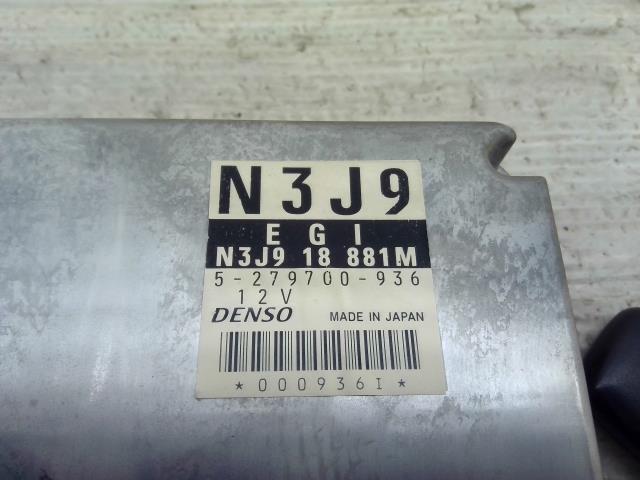 N3J9
E G I
N3J9 18 881M
5-279700-936
12V
DENSO MADE IN JAPAN
*000936I*